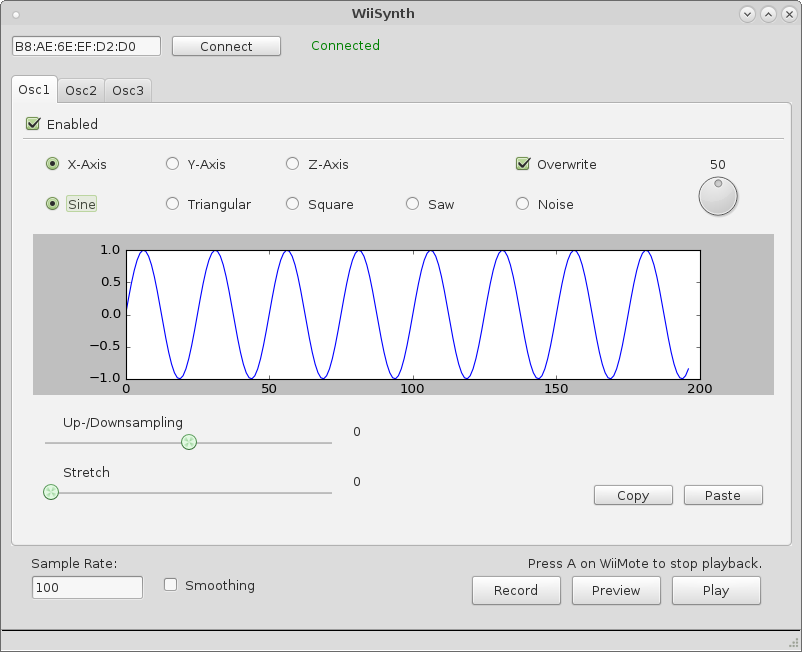 WiiSynth
B8:AE:6E:EF:D2:D0 Connect Connected
Osc1 Osc2 Osc3
Enabled
X-Axis Y-Axis Z-Axis Overwrite 50
Sine Triangular Square Saw Noise
1.0
0.5
0.0
−0.5
−1.0
0 50 100 150 200
Up-/Downsampling
0
Stretch
0
Copy Paste
Sample Rate: Press A on WiiMote to stop playback.
100 Smoothing Record Preview Play